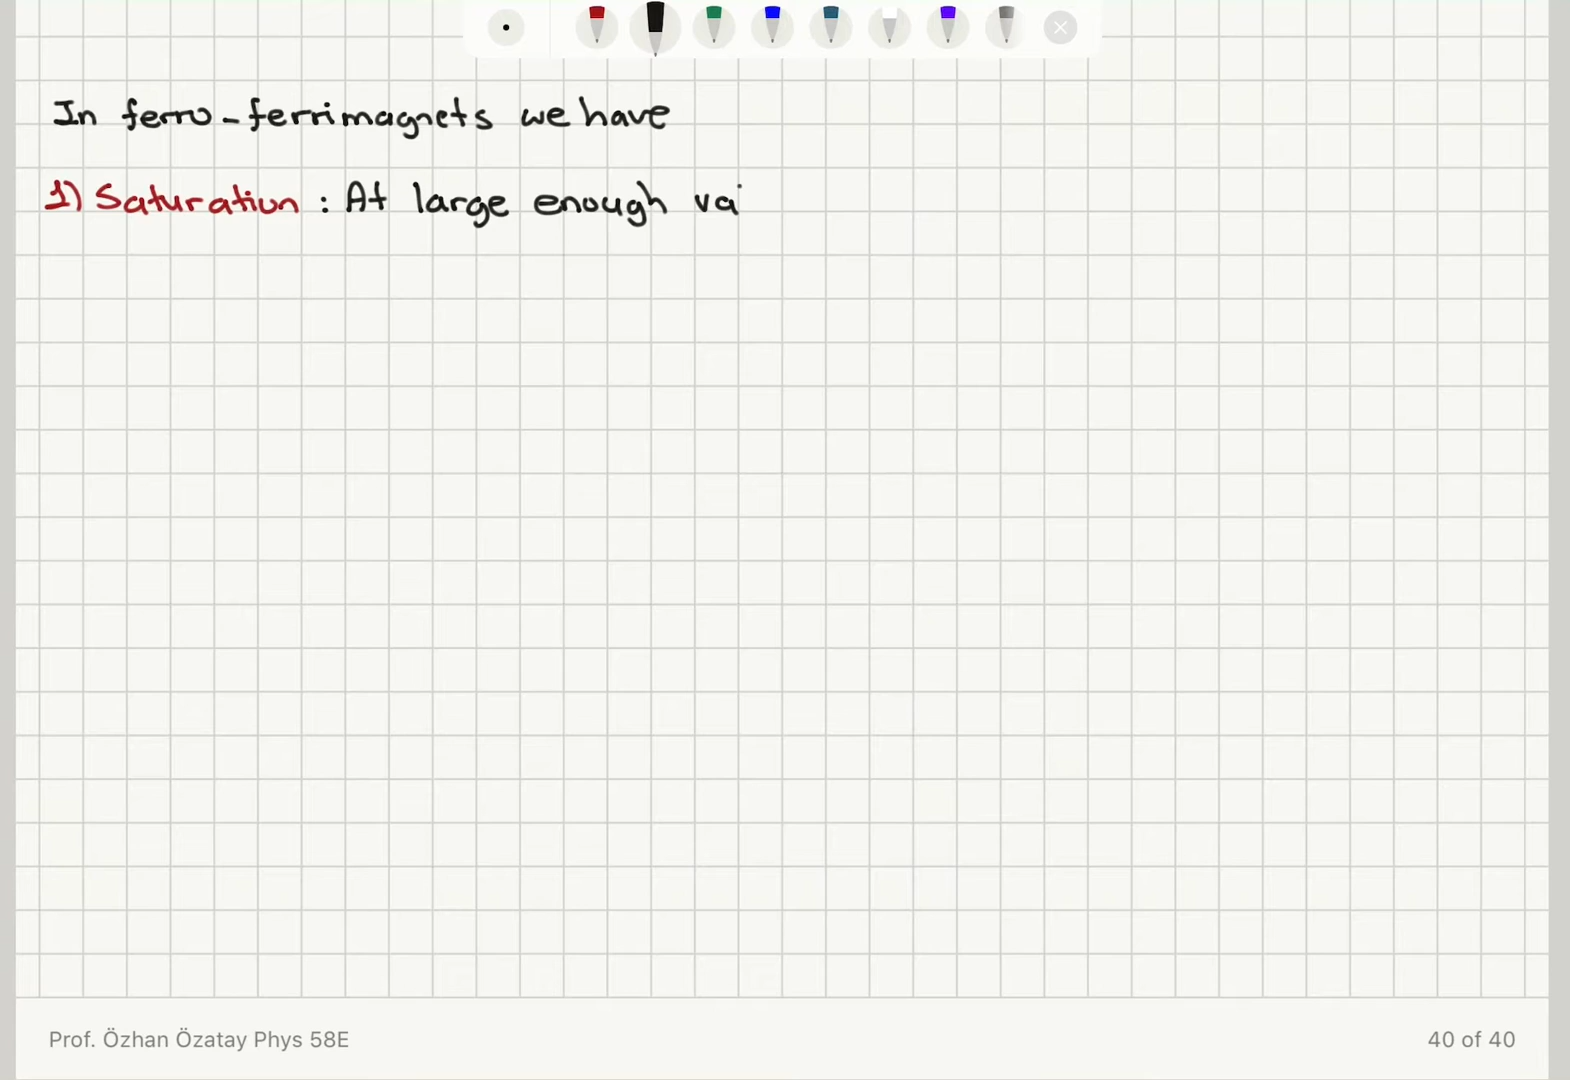 In ferro-ferrimagnets we have
1) Saturation : At large enough va
Prof. Özhan Özatay Phys 58E
40 of 40